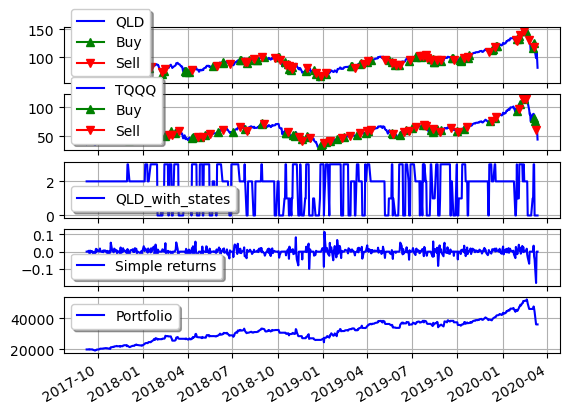 150
100
QLD
Buy
Sell
100
50
TQQQ
Buy
Sell
2
0
QLD_with_states
0.1
0.0
−0.1
Simple returns
40000
20000
Portfolio
2017-10
2018-01
2018-04
2018-07
2018-10
2019-01
2019-04
2019-07
2019-10
2020-01
2020-04